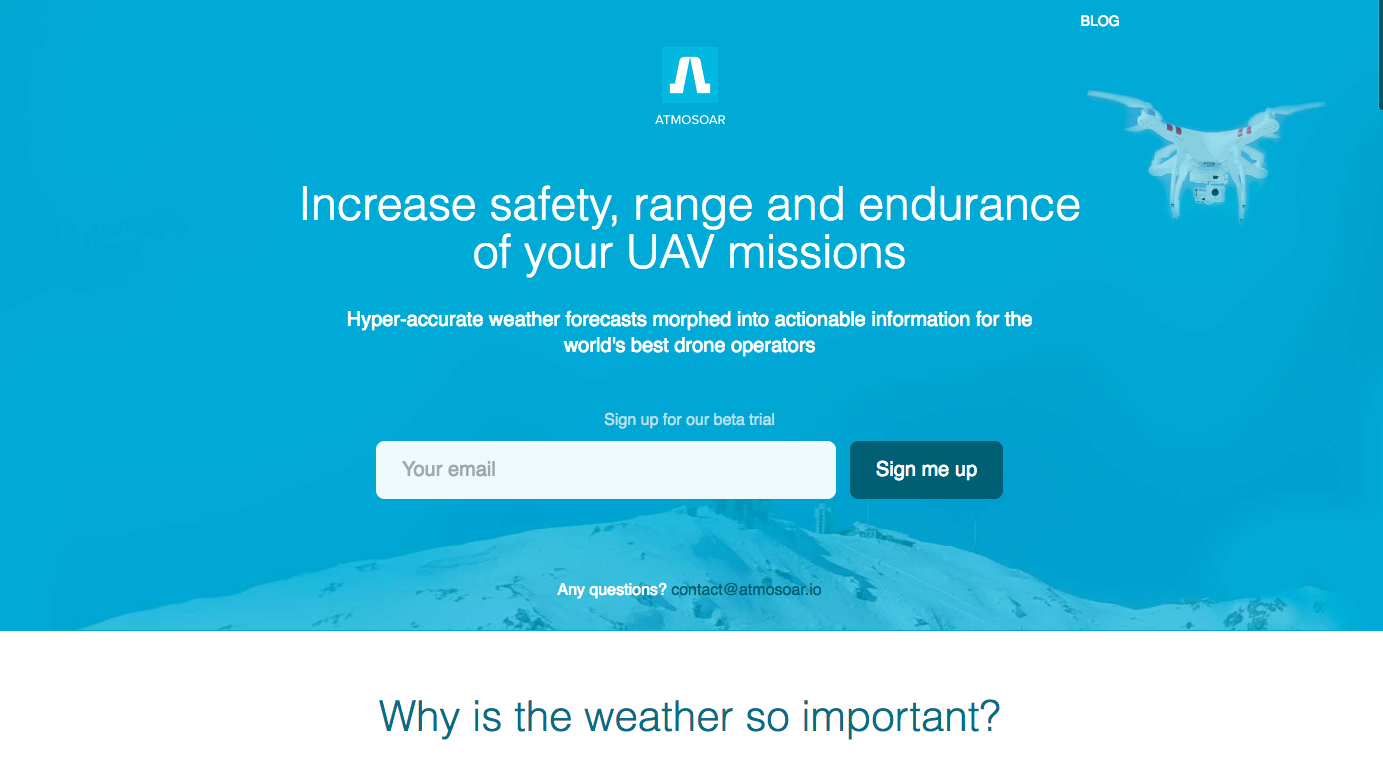 BLOG
ATMOSOAR
Increase safety, range and endurance
of your UAV missions
Hyper-accurate weather forecasts morphed into actionable information for the
world's best drone operators
Sign up for our beta trial
Your email
Sign me up
Any questions? contact@atmosoar.io
Why is the weather so important?